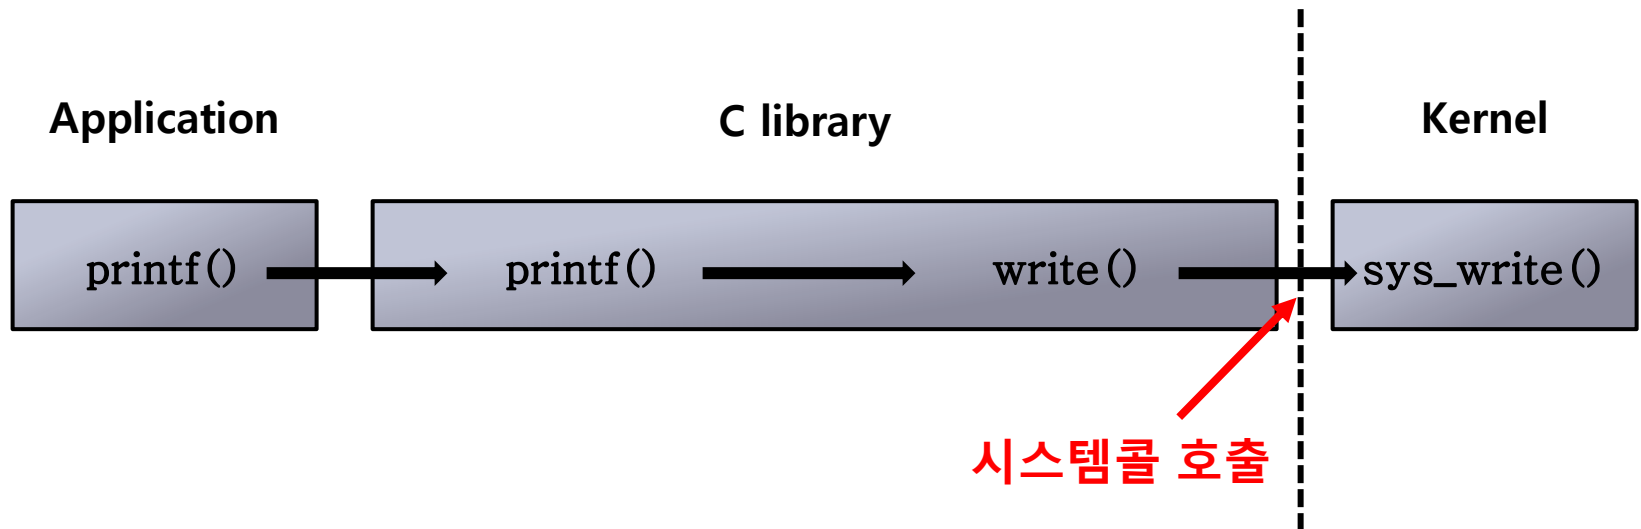 Application
C library
Kernel
printf()
printf()
write()
sys_write()
시스템콜 호출